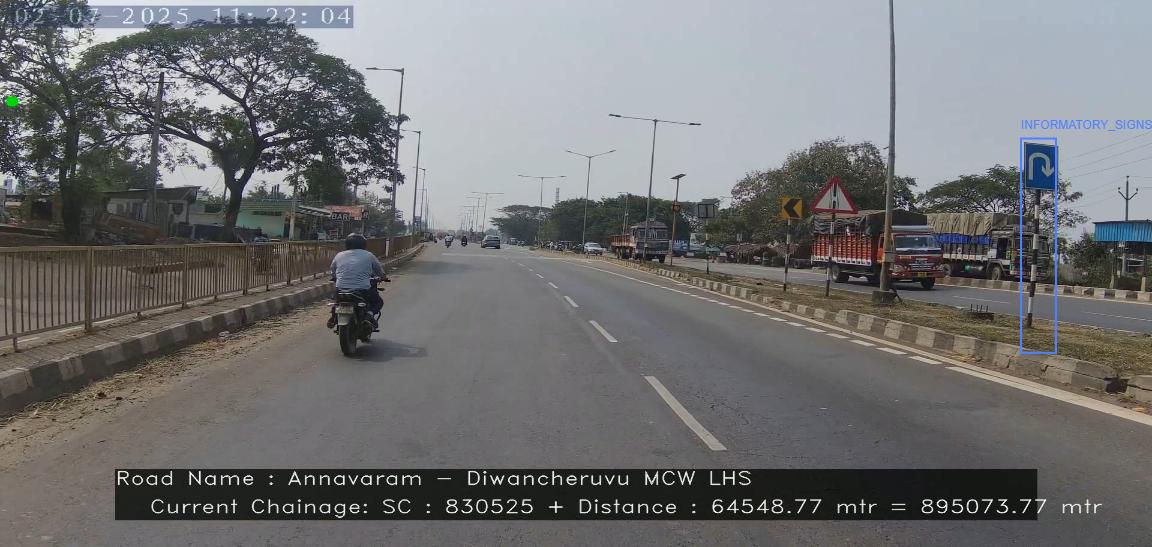 02-07-2025 11:22:04
INFORMATORY_SIGNS
BAR
Road Name : Annavaram - Diwancheruvu MCW LHS
Current Chainage: SC : 830525 + Distance : 64548.77 mtr = 895073.77 mtr